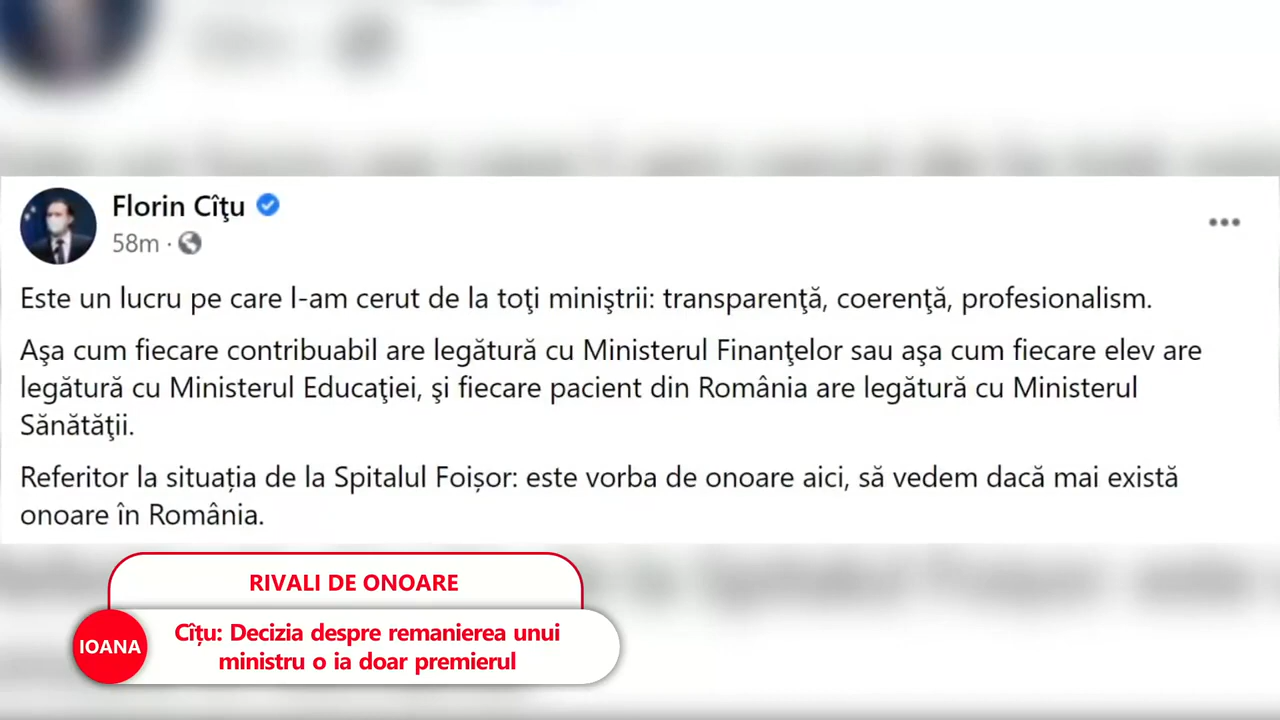 Florin Cîţu
58m ·
Este un lucru pe care l-am cerut de la toţi miniştrii: transparenţă, coerenţă, profesionalism.
Aşa cum fiecare contribuabil are legătură cu Ministerul Finanţelor sau aşa cum fiecare elev are
legătură cu Ministerul Educaţiei, şi fiecare pacient din România are legătură cu Ministerul
Sănătăţii.
Referitor la situația de la Spitalul Foișor: este vorba de onoare aici, să vedem dacă mai există
onoare în România.
RIVALI DE ONOARE
IOANA
Cîțu: Decizia despre remanierea unui
ministru o ia doar premierul